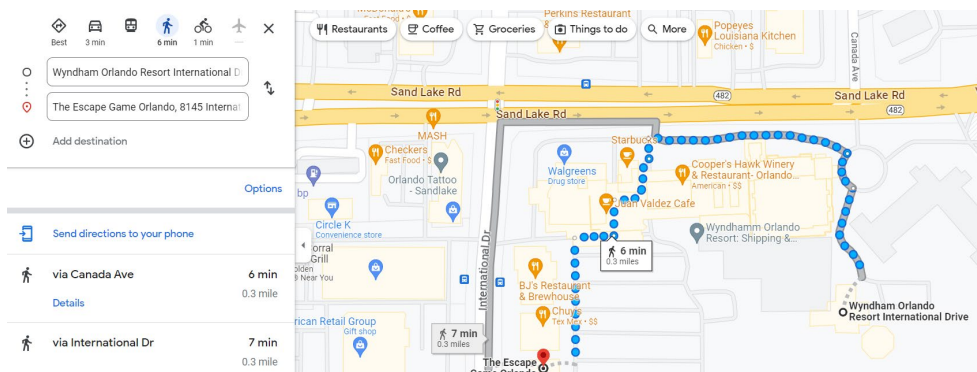 Best
3 min
6 min
1 min
Wyndham Orlando Resort International D
The Escape Game Orlando, 8145 Internat
Add destination
Options
Send directions to your phone
via Canada Ave
6 min
Details
0.3 mile
via International Dr
7 min
0.3 mile
Restaurants
Coffee
Groceries
Things to do
More
Perkins Restaurant
Popeyes
Louisiana Kitchen
Chicken · $
Canada Ave
Sand Lake Rd
482
Sand Lake Rd
482
Sand Lake Rd
MASH
Checkers
Fast Food · $
Orlando Tattoo
- Sandlake
bp
Circle K
Convenience store
Walgreens
Drug store
Starbucks
Cooper's Hawk Winery
& Restaurant- Orlando...
American · $$
Juan Valdez Cafe
Wyndhamm Orlando
Resort: Shipping &...
6 min
0.3 miles
orral
Grill
olden
Near You
International Dr
BJ's Restaurant
& Brewhouse
Chuy's
Tex Mex · $$
Wyndham Orlando
Resort International Drive
rican Retail Group
Gift shop
7 min
0.3 miles
The Escape
Game Orlando